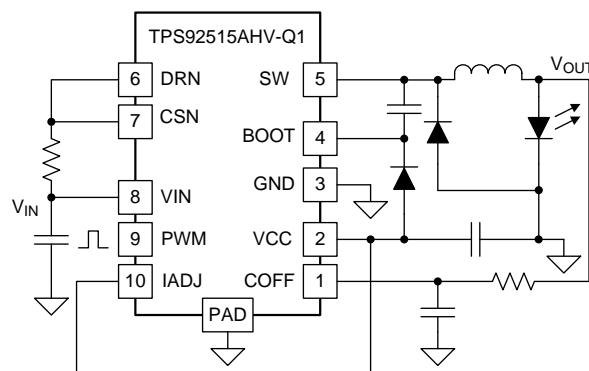 TPS92515AHV-Q1
6 DRN SW 5
7 CSN
BOOT 4
GND 3
8 VIN
9 PWM VCC 2
10 IADJ COFF 1
PAD
VIN
VOUT